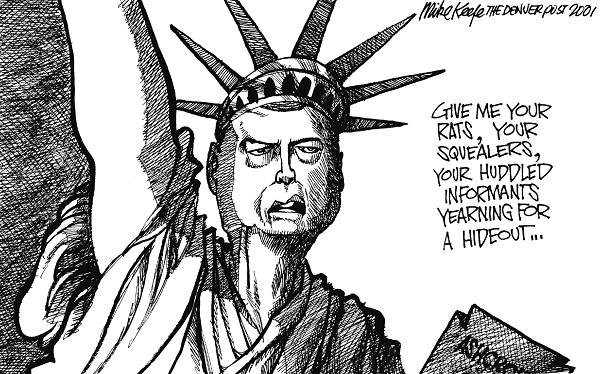 Mike Keefe THE DENVER POST 2001
GIVE ME YOUR
RATS, YOUR
SQUEALERS,
YOUR HUDDLED
INFORMANTS
YEARNING FOR
A HIDEOUT...